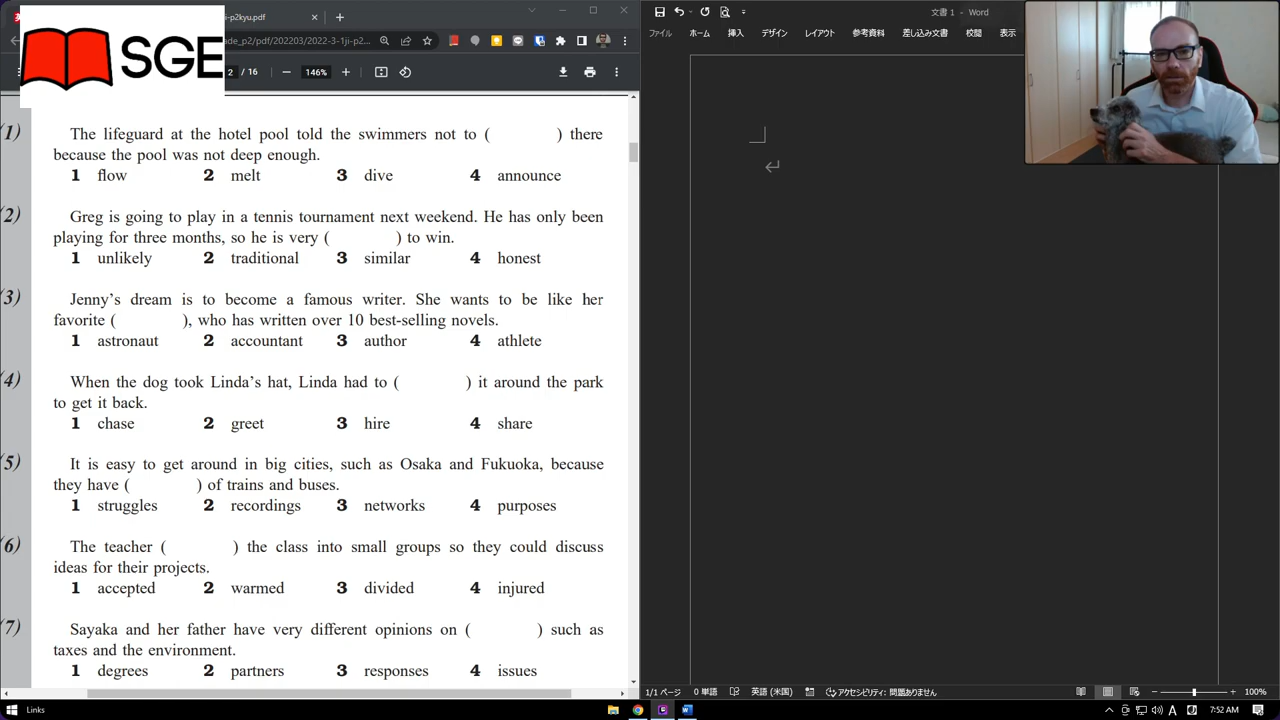 i-p2kyu.pdf
SGE
ade_p2/pdf/202203/2022-3-1ji-p2...
2 / 16
146%
(1) The lifeguard at the hotel pool told the swimmers not to ( ) there
because the pool was not deep enough.
1 flow 2 melt 3 dive 4 announce
(2) Greg is going to play in a tennis tournament next weekend. He has only been
playing for three months, so he is very ( ) to win.
1 unlikely 2 traditional 3 similar 4 honest
(3) Jenny's dream is to become a famous writer. She wants to be like her
favorite ( ), who has written over 10 best-selling novels.
1 astronaut 2 accountant 3 author 4 athlete
(4) When the dog took Linda's hat, Linda had to ( ) it around the park
to get it back.
1 chase 2 greet 3 hire 4 share
(5) It is easy to get around in big cities, such as Osaka and Fukuoka, because
they have ( ) of trains and buses.
1 struggles 2 recordings 3 networks 4 purposes
(6) The teacher ( ) the class into small groups so they could discuss
ideas for their projects.
1 accepted 2 warmed 3 divided 4 injured
(7) Sayaka and her father have very different opinions on ( ) such as
taxes and the environment.
1 degrees 2 partners 3 responses 4 issues
文書 1 - Word
ファイル ホーム 挿入 デザイン レイアウト 参考資料 差し込み文書 校閲 表示
1/1 ページ 0 単語 英語 (米国) アクセシビリティ: 問題ありません 100%
Links
A 7:52 AM